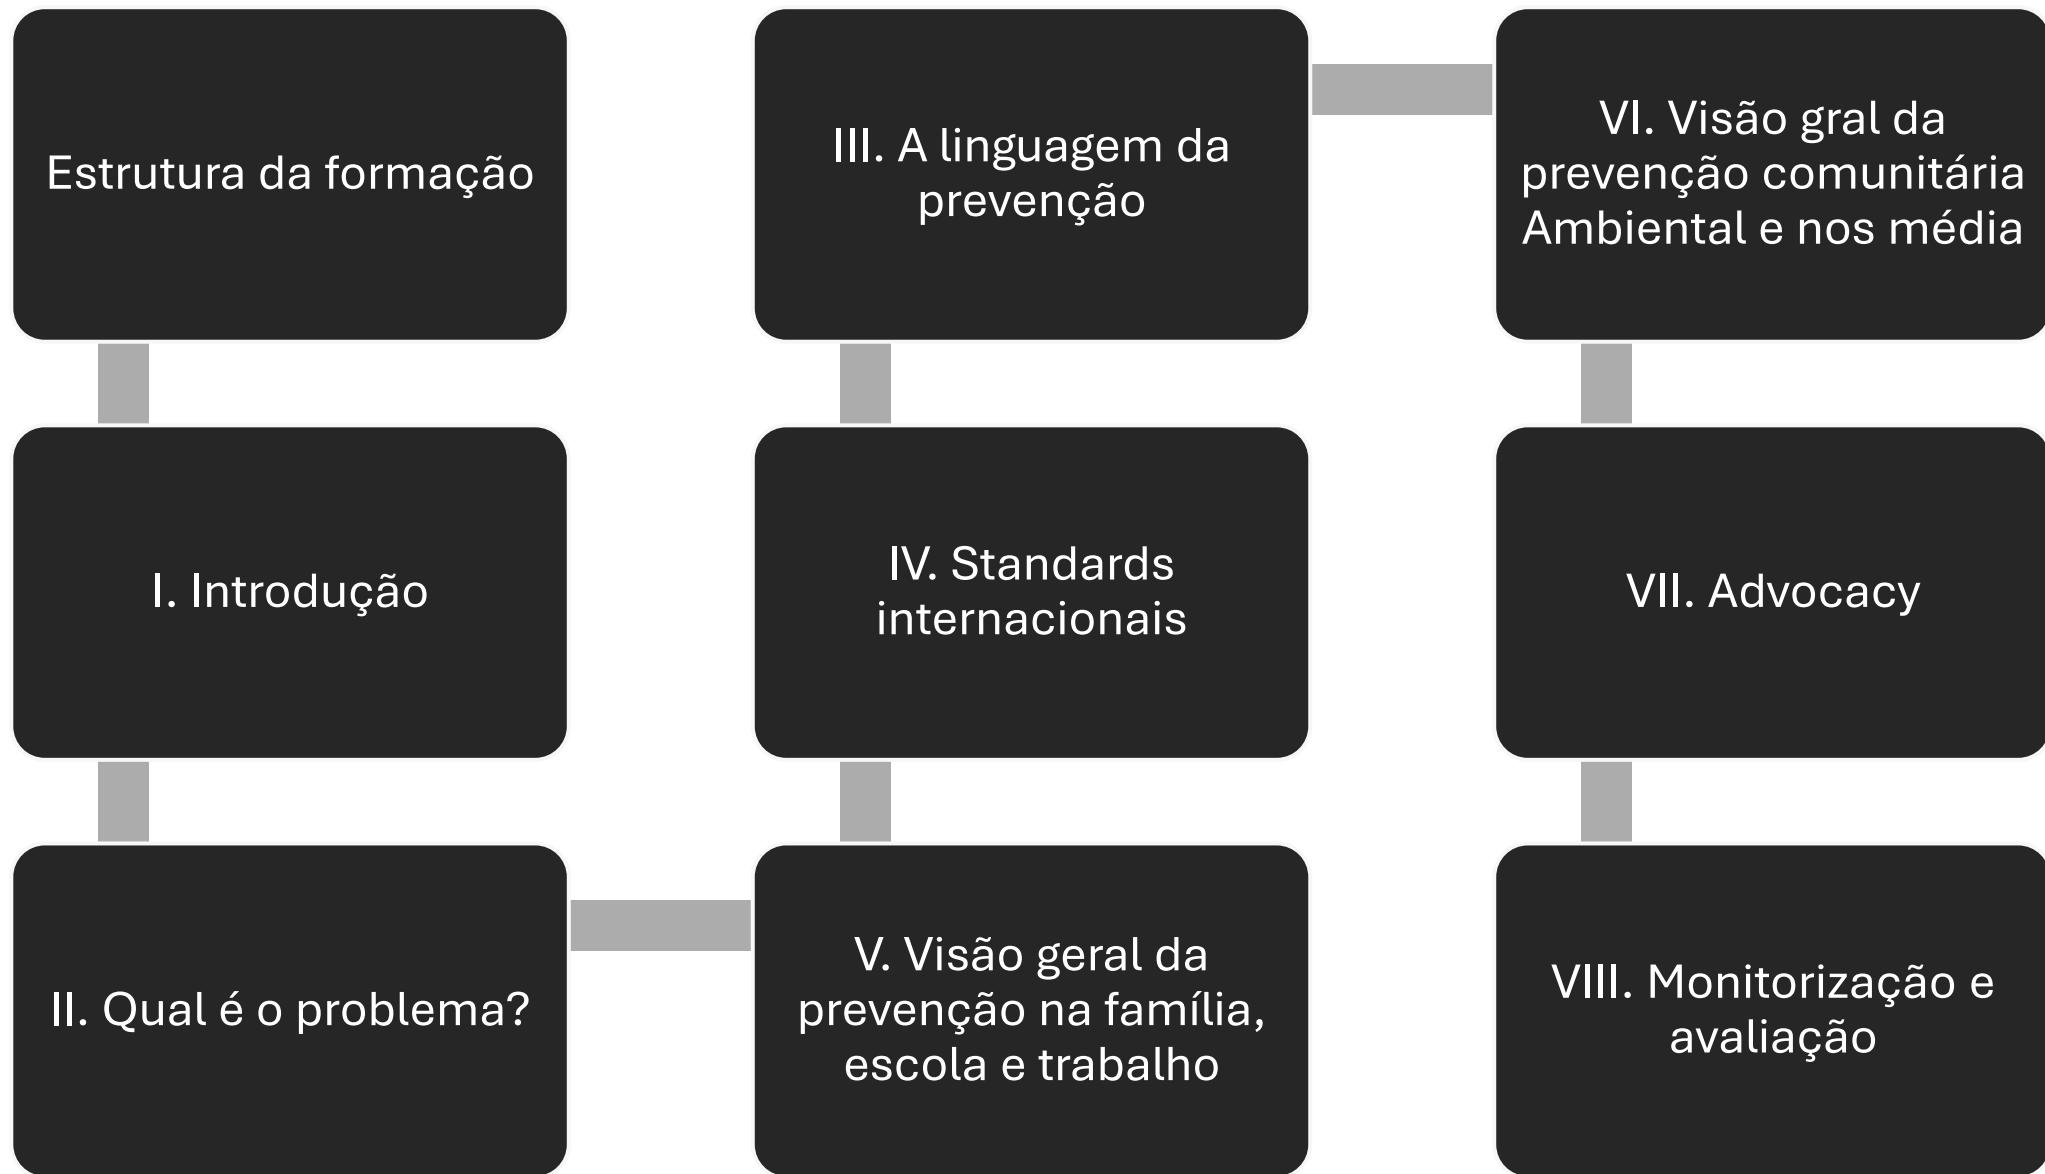 Estrutura da formação
I. Introdução
II. Qual é o problema?
III. A linguagem da
prevenção
IV. Standards
internacionais
V. Visão geral da
prevenção na família,
escola e trabalho
VI. Visão gral da
prevenção comunitária
Ambiental e nos média
VII. Advocacy
VIII. Monitorização e
avaliação